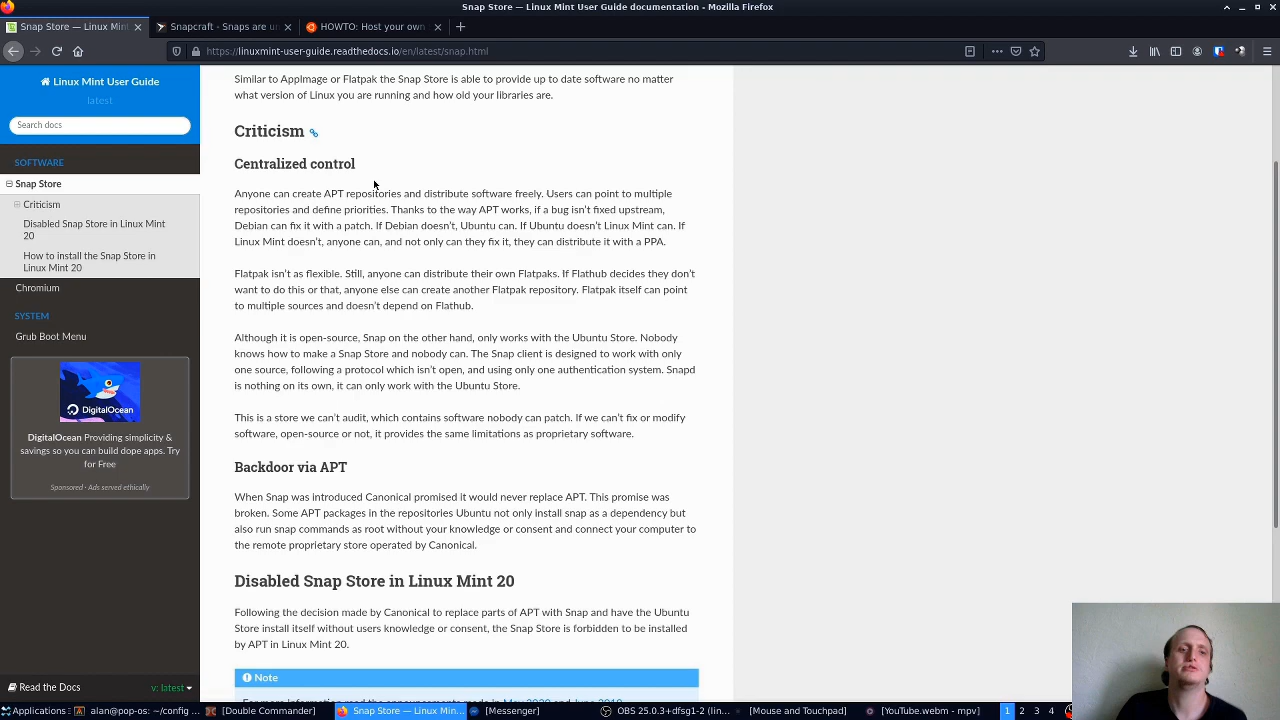 Snap Store — Linux Mint User Guide documentation - Mozilla Firefox
Snap Store — Linux Mint
Snapcraft - Snaps are un
HOWTO: Host your own
https://linuxmint-user-guide.readthedocs.io/en/latest/snap.html
Linux Mint User Guide
latest
Search docs
SOFTWARE
Snap Store
Criticism
Disabled Snap Store in Linux Mint
20
How to install the Snap Store in
Linux Mint 20
Chromium
SYSTEM
Grub Boot Menu
DigitalOcean
DigitalOcean Providing simplicity &
savings so you can build dope apps. Try
for Free
Sponsored · Ads served ethically
Read the Docs
v: latest
Similar to AppImage or Flatpak the Snap Store is able to provide up to date software no matter
what version of Linux you are running and how old your libraries are.
Criticism
Centralized control
Anyone can create APT repositories and distribute software freely. Users can point to multiple
repositories and define priorities. Thanks to the way APT works, if a bug isn't fixed upstream,
Debian can fix it with a patch. If Debian doesn't, Ubuntu can. If Ubuntu doesn't Linux Mint can. If
Linux Mint doesn't, anyone can, and not only can they fix it, they can distribute it with a PPA.
Flatpak isn't as flexible. Still, anyone can distribute their own Flatpaks. If Flathub decides they don't
want to do this or that, anyone else can create another Flatpak repository. Flatpak itself can point
to multiple sources and doesn't depend on Flathub.
Although it is open-source, Snap on the other hand, only works with the Ubuntu Store. Nobody
knows how to make a Snap Store and nobody can. The Snap client is designed to work with only
one source, following a protocol which isn't open, and using only one authentication system. Snapd
is nothing on its own, it can only work with the Ubuntu Store.
This is a store we can't audit, which contains software nobody can patch. If we can't fix or modify
software, open-source or not, it provides the same limitations as proprietary software.
Backdoor via APT
When Snap was introduced Canonical promised it would never replace APT. This promise was
broken. Some APT packages in the repositories Ubuntu not only install snap as a dependency but
also run snap commands as root without your knowledge or consent and connect your computer to
the remote proprietary store operated by Canonical.
Disabled Snap Store in Linux Mint 20
Following the decision made by Canonical to replace parts of APT with Snap and have the Ubuntu
Store install itself without users knowledge or consent, the Snap Store is forbidden to be installed
by APT in Linux Mint 20.
Note
Applications
alan@pop-os: ~/config ...
[Double Commander]
Snap Store — Linux Min...
[Messenger]
OBS 25.0.3+dfsg1-2 (lin...
[Mouse and Touchpad]
[YouTube.webm - mpv]
1 2 3 4